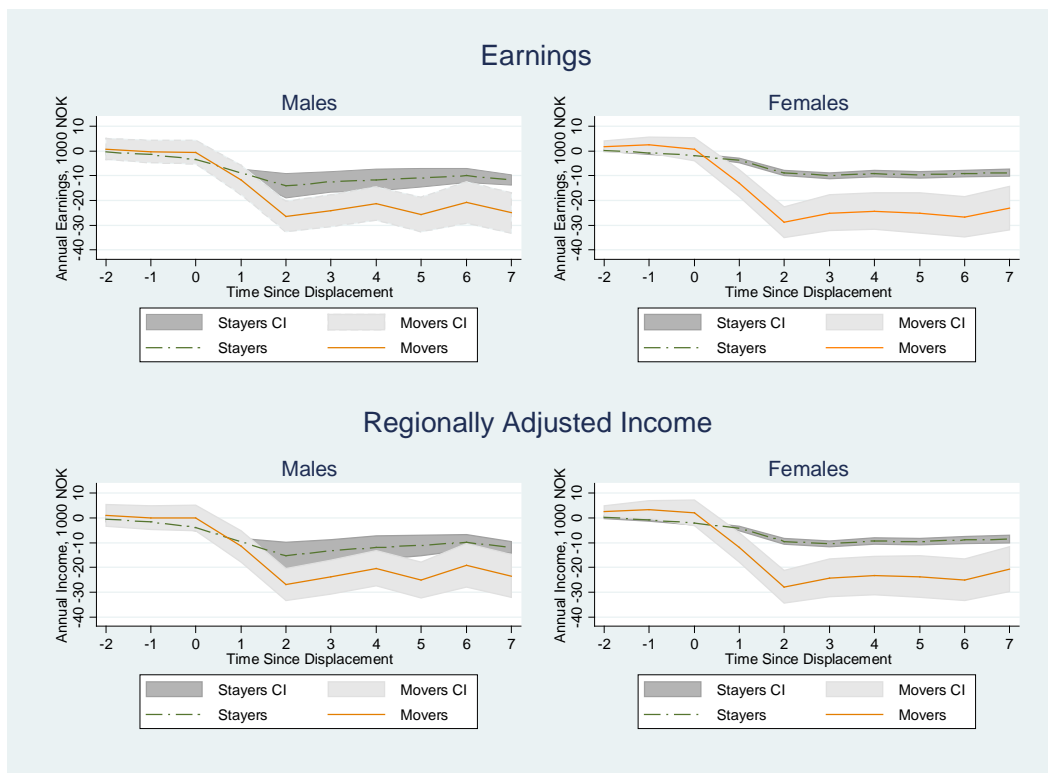 Earnings
Males
Females
Annual Earnings, 1000 NOK
10
0
-10
-20
-30
-40
-2 -1 0 1 2 3 4 5 6 7
Time Since Displacement
Stayers CI Movers CI
Stayers Movers
Annual Earnings, 1000 NOK
10
0
-10
-20
-30
-40
-2 -1 0 1 2 3 4 5 6 7
Time Since Displacement
Stayers CI Movers CI
Stayers Movers
Regionally Adjusted Income
Males
Females
Annual Income, 1000 NOK
10
0
-10
-20
-30
-40
-2 -1 0 1 2 3 4 5 6 7
Time Since Displacement
Stayers CI Movers CI
Stayers Movers
Annual Income, 1000 NOK
10
0
-10
-20
-30
-40
-2 -1 0 1 2 3 4 5 6 7
Time Since Displacement
Stayers CI Movers CI
Stayers Movers